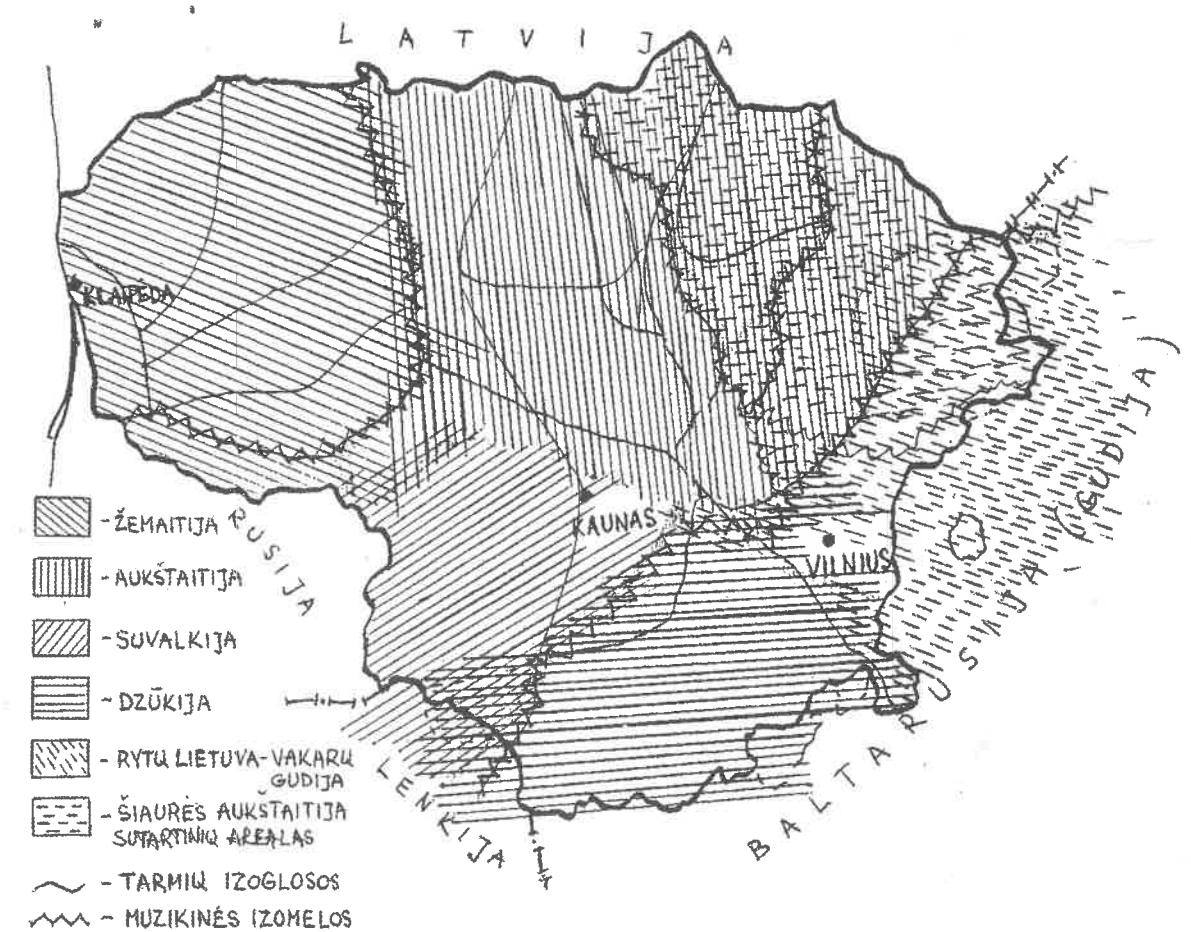 LATVIJA
KLAIPĖDA
KAUNAS
VILNIUS
RUSIJA
LENKIJA
BALTARUSIJA (GUDIJA)
- ŽEMAITIJA
- AUKŠTAITIJA
- SUVALKIJA
- DZŪKIJA
- RYTŲ LIETUVA-VAKARŲ
GUDIJA
- ŠIAURĖS AUKŠTAITIJA
SUTARTINIŲ AREALAS
- TARMIŲ IZOGLOSOS
- MUZIKINĖS IZOMELOS